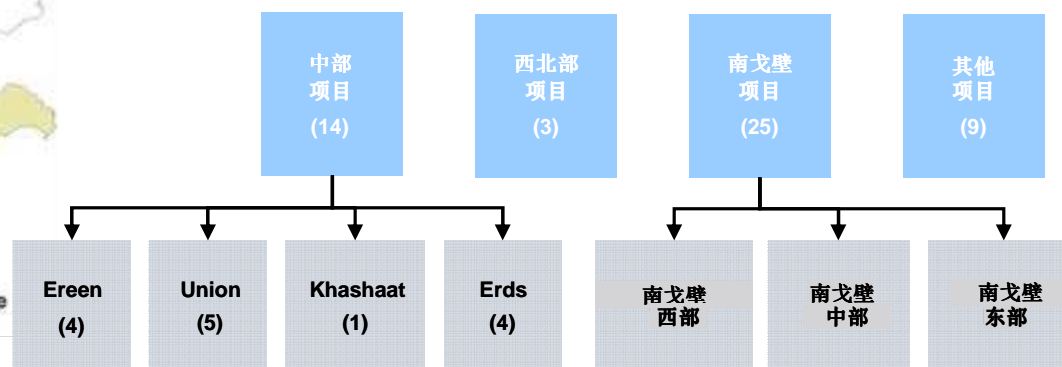 中部
项目
(14)
西北部
项目
(3)
南戈壁
项目
(25)
其他
项目
(9)
e
Ereen
(4)
Union
(5)
Khashaat
(1)
Erds
(4)
南戈壁
西部
南戈壁
中部
南戈壁
东部